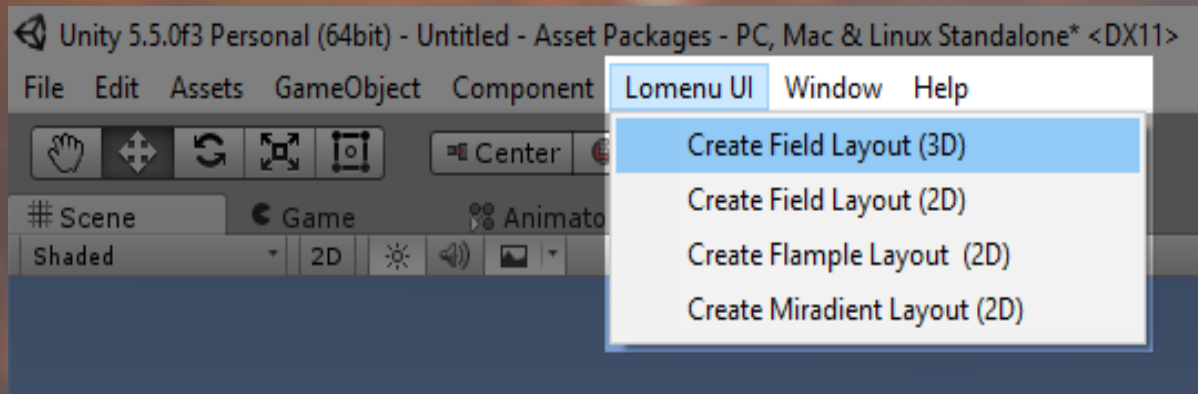 Unity 5.5.0f3 Personal (64bit) - Untitled - Asset Packages - PC, Mac & Linux Standalone* <DX11>
File Edit Assets GameObject Component Lomenu UI Window Help
Center
Create Field Layout (3D)
Create Field Layout (2D)
Create Flample Layout (2D)
Create Miradient Layout (2D)
# Scene Game Animato
Shaded 2D